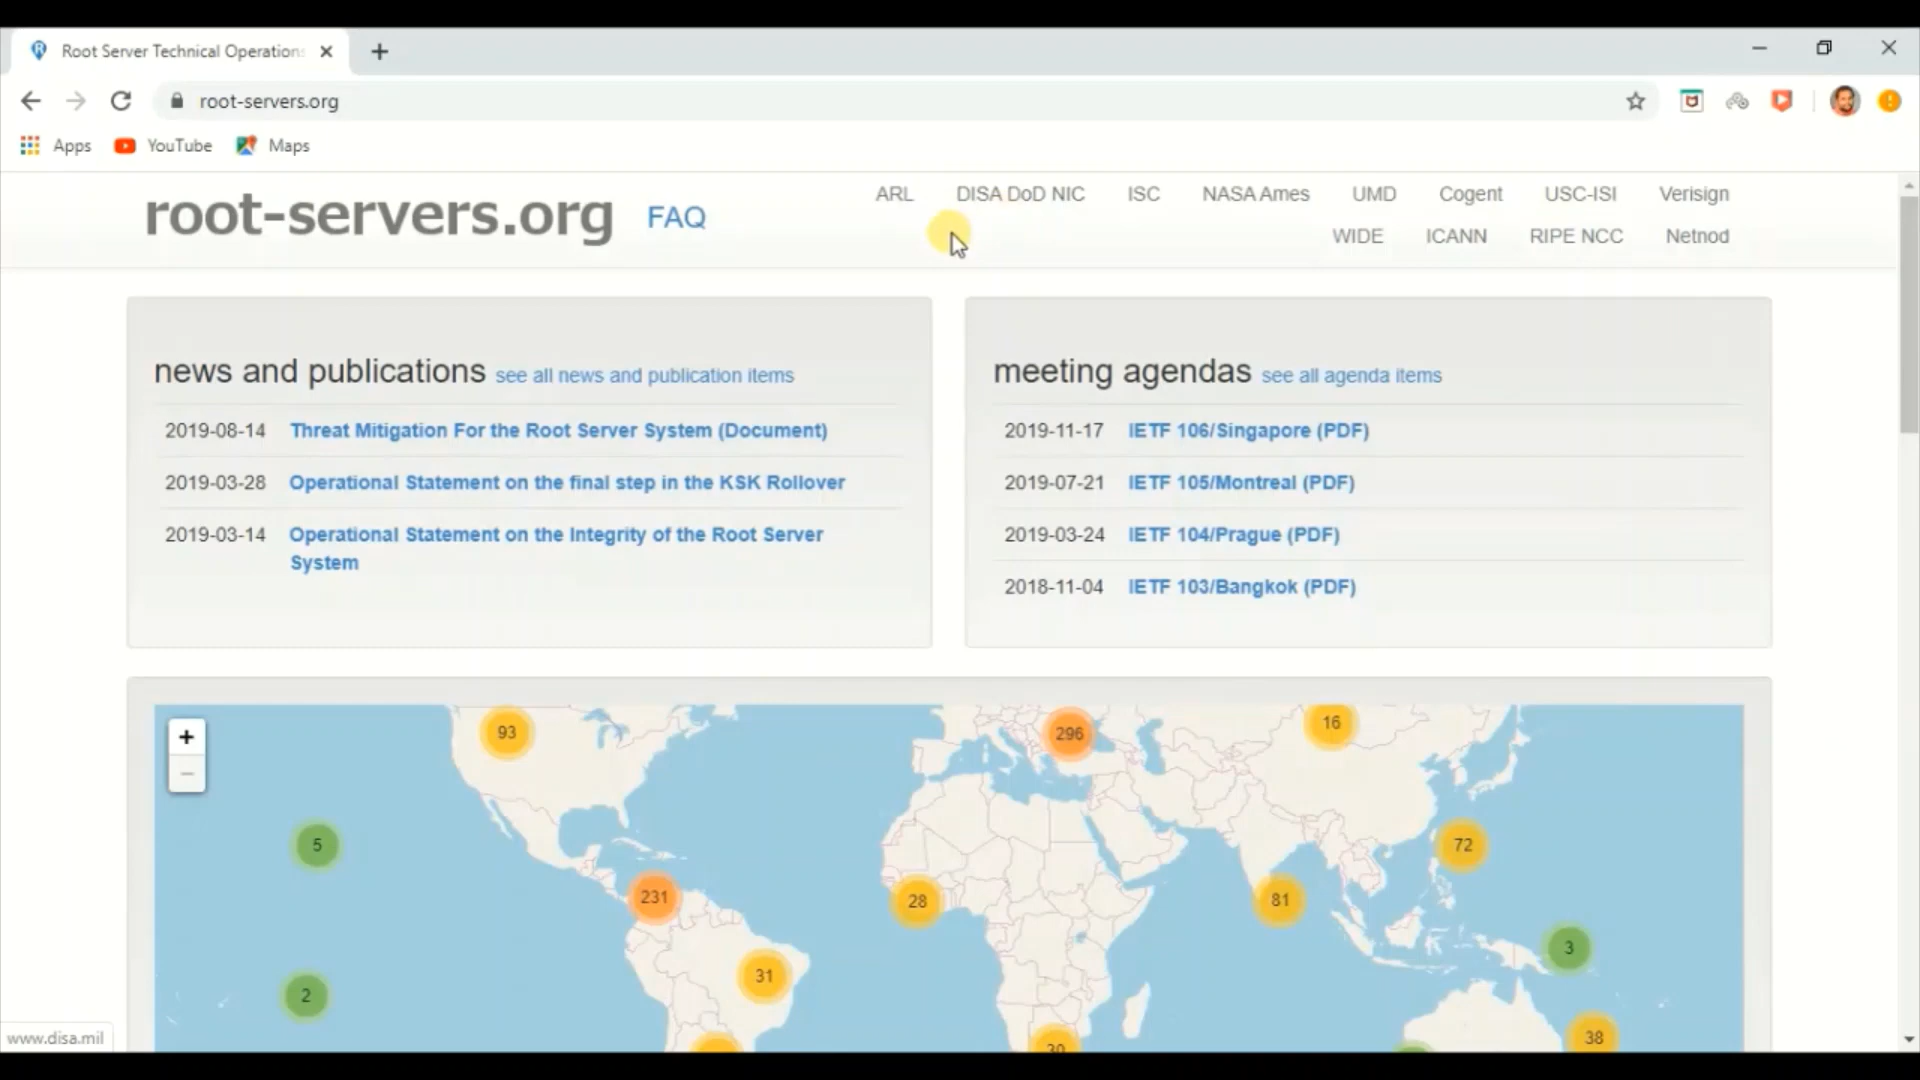 Root Server Technical Operation
root-servers.org
Apps YouTube Maps
root-servers.org FAQ
ARL DISA DoD NIC ISC NASA Ames UMD Cogent USC-ISI Verisign
WIDE ICANN RIPE NCC Netnod
news and publications see all news and publication items
2019-08-14 Threat Mitigation For the Root Server System (Document)
2019-03-28 Operational Statement on the final step in the KSK Rollover
2019-03-14 Operational Statement on the Integrity of the Root Server
System
meeting agendas see all agenda items
2019-11-17 IETF 106/Singapore (PDF)
2019-07-21 IETF 105/Montreal (PDF)
2019-03-24 IETF 104/Prague (PDF)
2018-11-04 IETF 103/Bangkok (PDF)
+
−
93 296 16
5 72
231 28 81
31 3
2
38
30
www.disa.mil